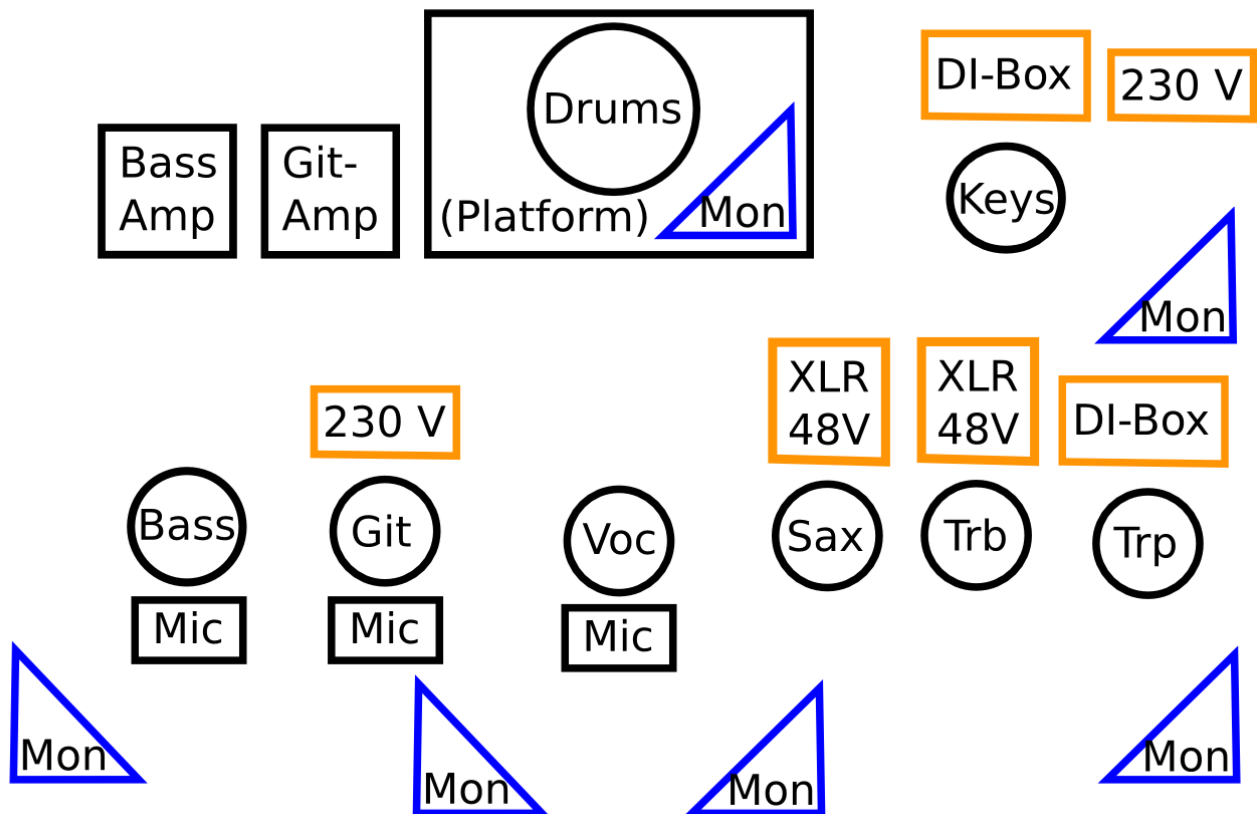 DI-Box
230 V
Drums
Bass
Amp
Git-
Amp
(Platform)
Mon
Keys
Mon
XLR
48V
XLR
48V
DI-Box
230 V
Bass
Git
Voc
Sax
Trb
Trp
Mic
Mic
Mic
Mon
Mon
Mon
Mon